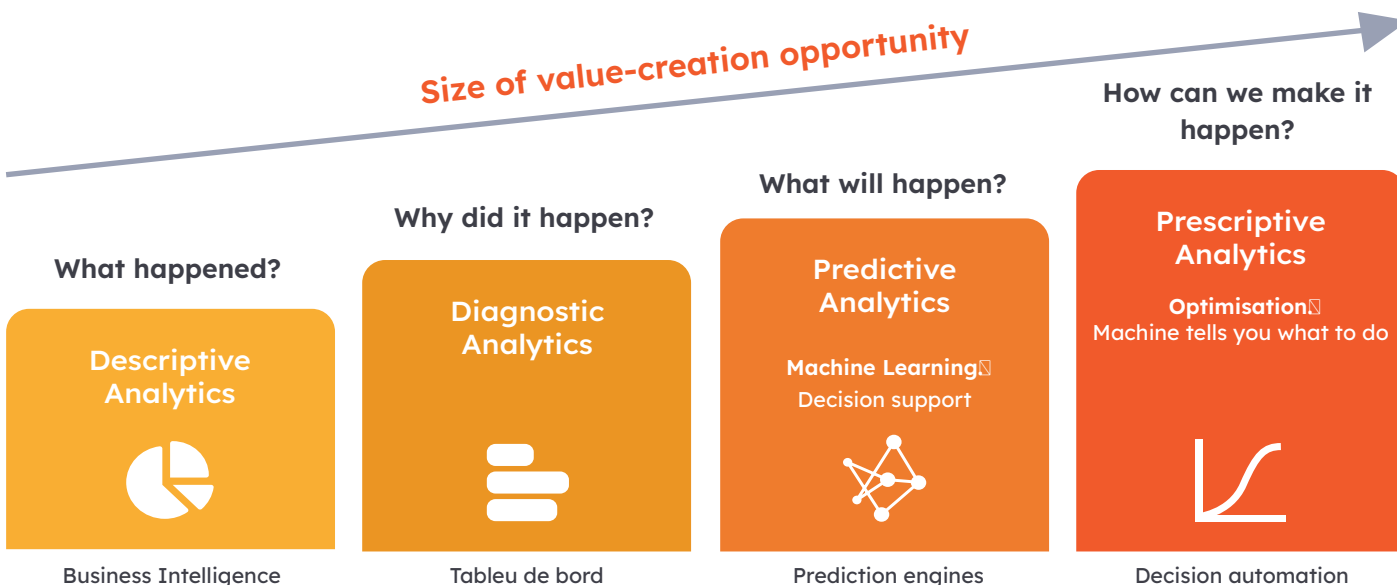 Size of value-creation opportunity
How can we make it
happen?
What will happen?
Why did it happen?
What happened?
Descriptive
Analytics
Diagnostic
Analytics
Predictive
Analytics
Machine Learning
Decision support
Prescriptive
Analytics
Optimisation
Machine tells you what to do
Business Intelligence
Tableu de bord
Prediction engines
Decision automation